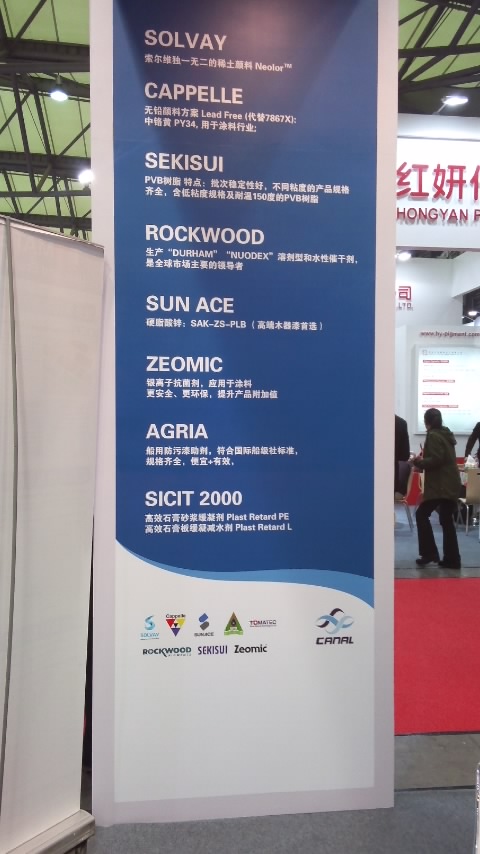 SOLVAY
索尔维独一无二的稀土颜料 Neolor™
CAPPELLE
无铅颜料方案 Lead Free (代替7867X);
中铬黄 PY34, 用于涂料行业;
SEKISUI
PVB树脂 特点：批次稳定性好，不同粘度的产品规格
齐全，含低粘度规格及耐温150度的PVB树脂
ROCKWOOD
生产“DURHAM” “NUODEX”溶剂型和水性催干剂，
是全球市场主要的领导者
SUN ACE
硬脂酸锌：SAK-ZS-PLB（高端木器漆首选）
ZEOMIC
银离子抗菌剂，应用于涂料
更安全、更环保，提升产品附加值
AGRIA
船用防污漆助剂，符合国际船级社标准，
规格齐全，便宜+有效，
SICIT 2000
高效石膏砂浆缓凝剂 Plast Retard PE
高效石膏板缓凝减水剂 Plast Retard L
SOLVAY
Cappelle
SUN ACE
TOMATEC
ROCKWOOD
SEKISUI
Zeomic
CANAL
红妍
HONGYAN P
司
www.hy-pigment.com